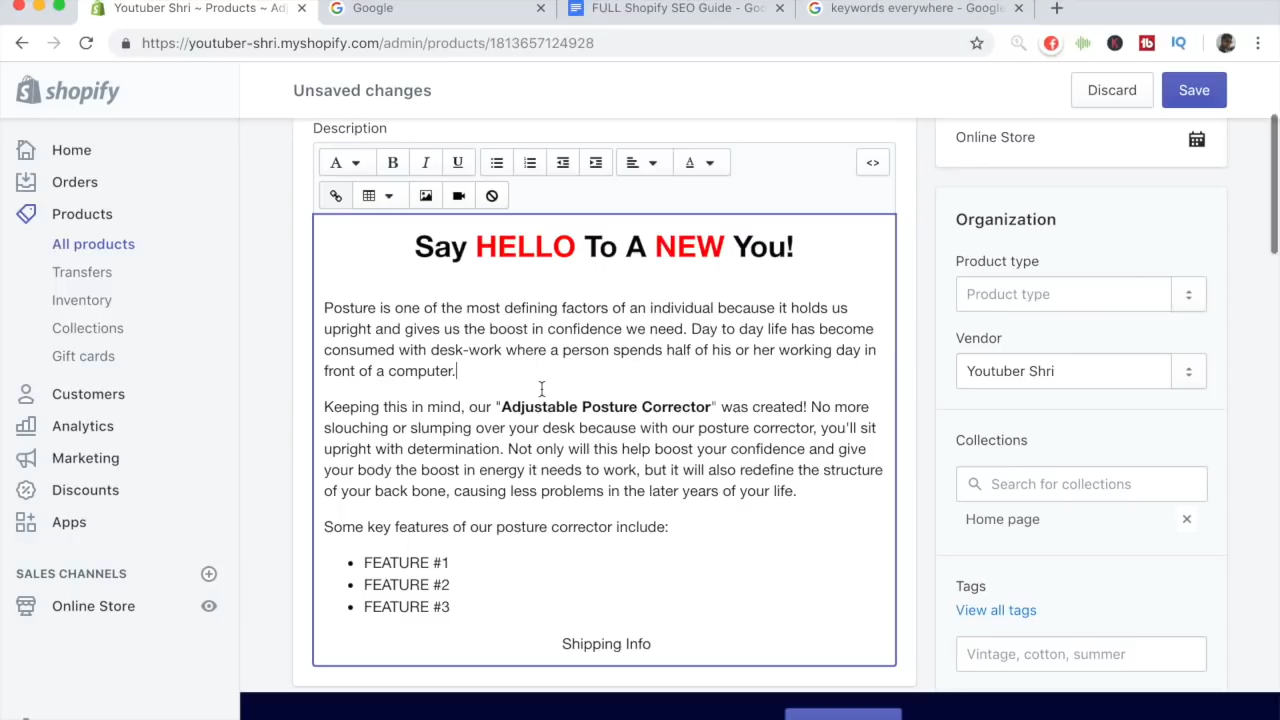 Youtuber Shri ~ Products ~ Adj
Google
FULL Shopify SEO Guide - Goo
keywords everywhere - Google
https://youtuber-shri.myshopify.com/admin/products/1813657124928
IQ
shopify
Unsaved changes
Discard
Save
Home
Orders
Products
All products
Transfers
Inventory
Collections
Gift cards
Customers
Analytics
Marketing
Discounts
Apps
SALES CHANNELS
Online Store
Description
A
B
I
U
A
<>
Say HELLO To A NEW You!
Posture is one of the most defining factors of an individual because it holds us
upright and gives us the boost in confidence we need. Day to day life has become
consumed with desk-work where a person spends half of his or her working day in
front of a computer.
Keeping this in mind, our "Adjustable Posture Corrector" was created! No more
slouching or slumping over your desk because with our posture corrector, you'll sit
upright with determination. Not only will this help boost your confidence and give
your body the boost in energy it needs to work, but it will also redefine the structure
of your back bone, causing less problems in the later years of your life.
Some key features of our posture corrector include:
• FEATURE #1
• FEATURE #2
• FEATURE #3
Shipping Info
Online Store
Organization
Product type
Product type
Vendor
Youtuber Shri
Collections
Search for collections
Home page
Tags
View all tags
Vintage, cotton, summer